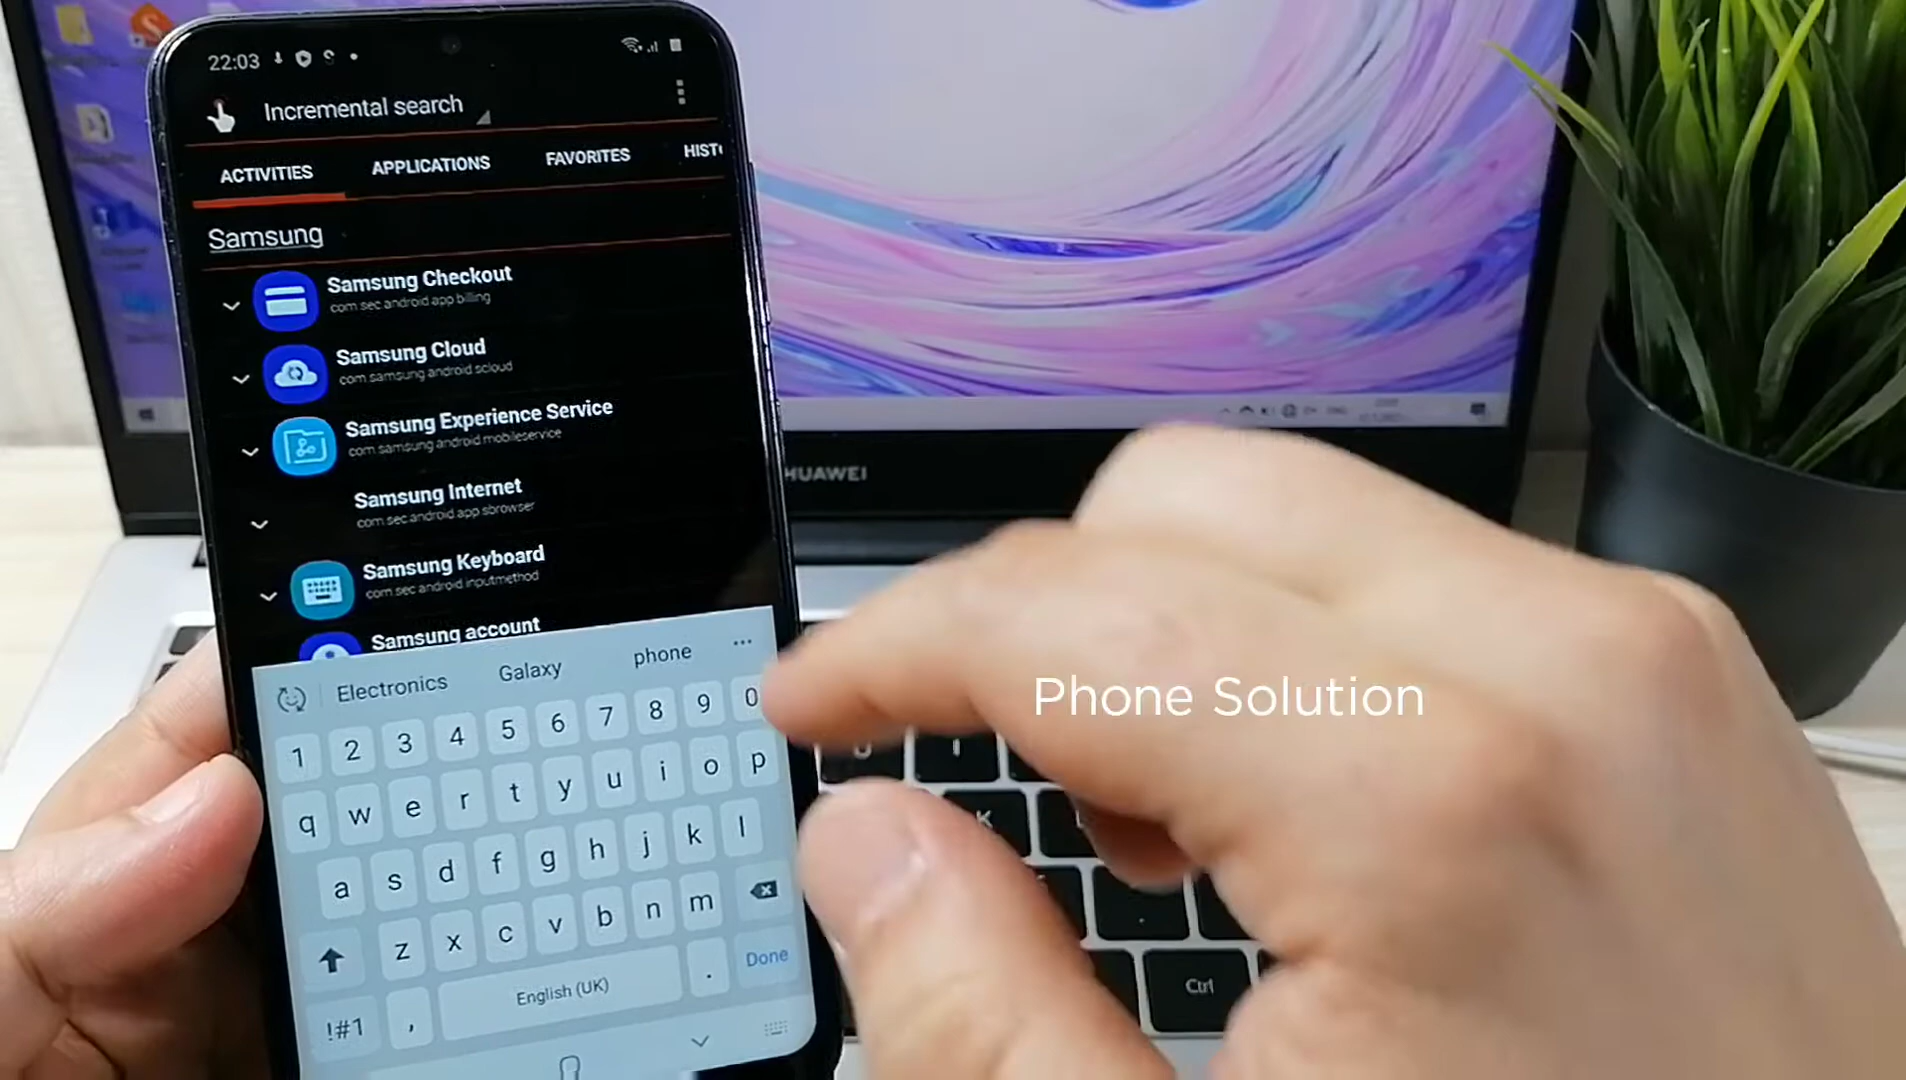 22:03
Incremental search
ACTIVITIES APPLICATIONS FAVORITES HISTO
Samsung
Samsung Checkout
com sec android app billing
Samsung Cloud
com samsung android scloud
Samsung Experience Service
com samsung android mobileservice
Samsung Internet
com sec android app sbrowser
Samsung Keyboard
com sec android inputmethod
Samsung account
Electronics Galaxy phone
1 2 3 4 5 6 7 8 9 0
q w e r t y u i o p
a s d f g h j k l
z x c v b n m
!#1 , English (UK) . Done
HUAWEI
Phone Solution
K
Ctrl